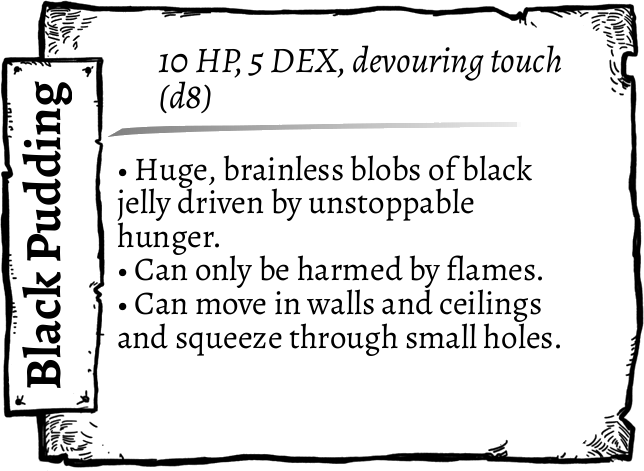 Black Pudding
10 HP, 5 DEX, devouring touch
(d8)
• Huge, brainless blobs of black
jelly driven by unstoppable
hunger.
• Can only be harmed by flames.
• Can move in walls and ceilings
and squeeze through small holes.